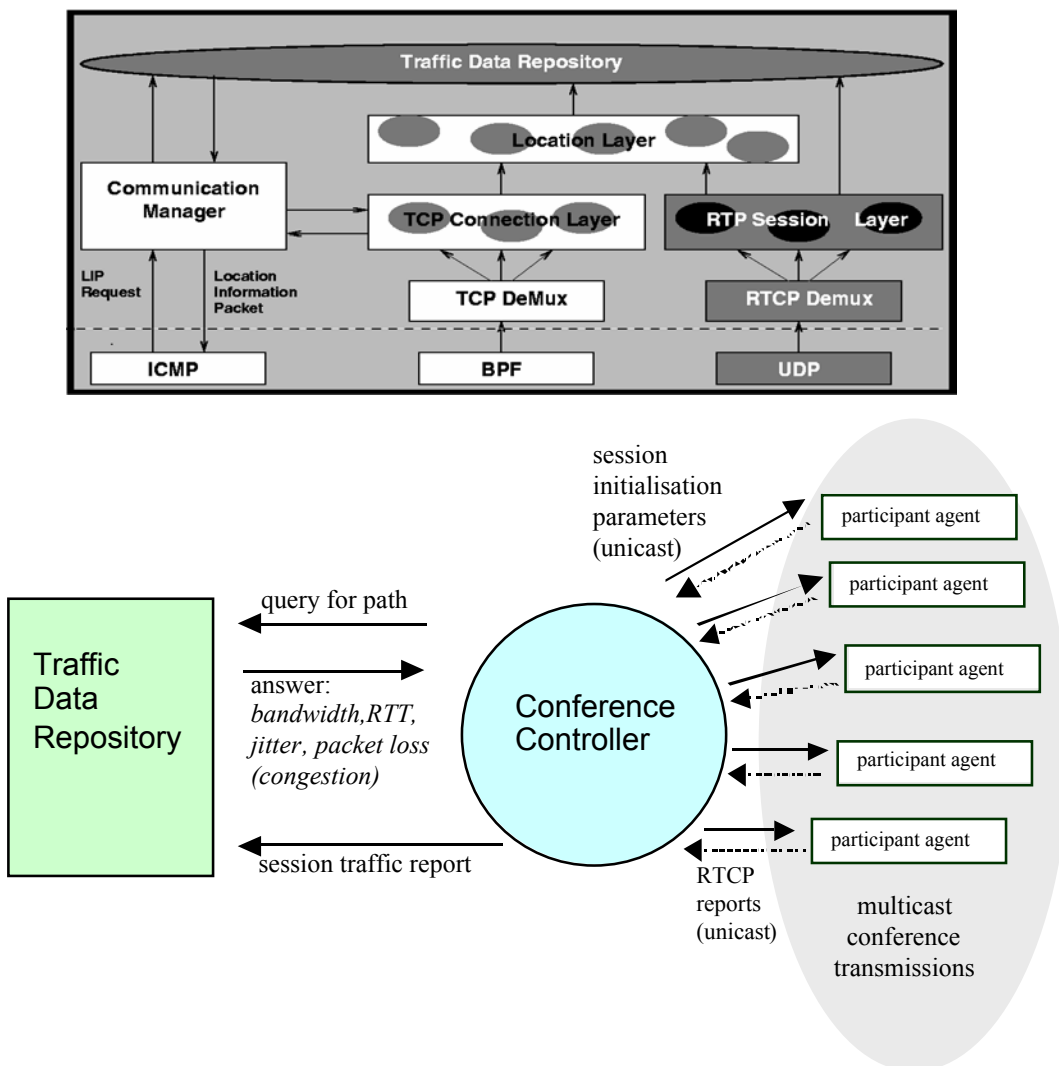 Traffic Data Repository
Location Layer
Communication
Manager
TCP Connection Layer
RTP Session Layer
LIP
Request
Location
Information
Packet
TCP DeMux
RTCP Demux
ICMP
BPF
UDP
session
initialisation
parameters
(unicast)
participant agent
participant agent
participant agent
participant agent
participant agent
query for path
Traffic
Data
Repository
answer:
bandwidth,RTT,
jitter, packet loss
(congestion)
Conference
Controller
session traffic report
RTCP
reports
(unicast)
multicast
conference
transmissions